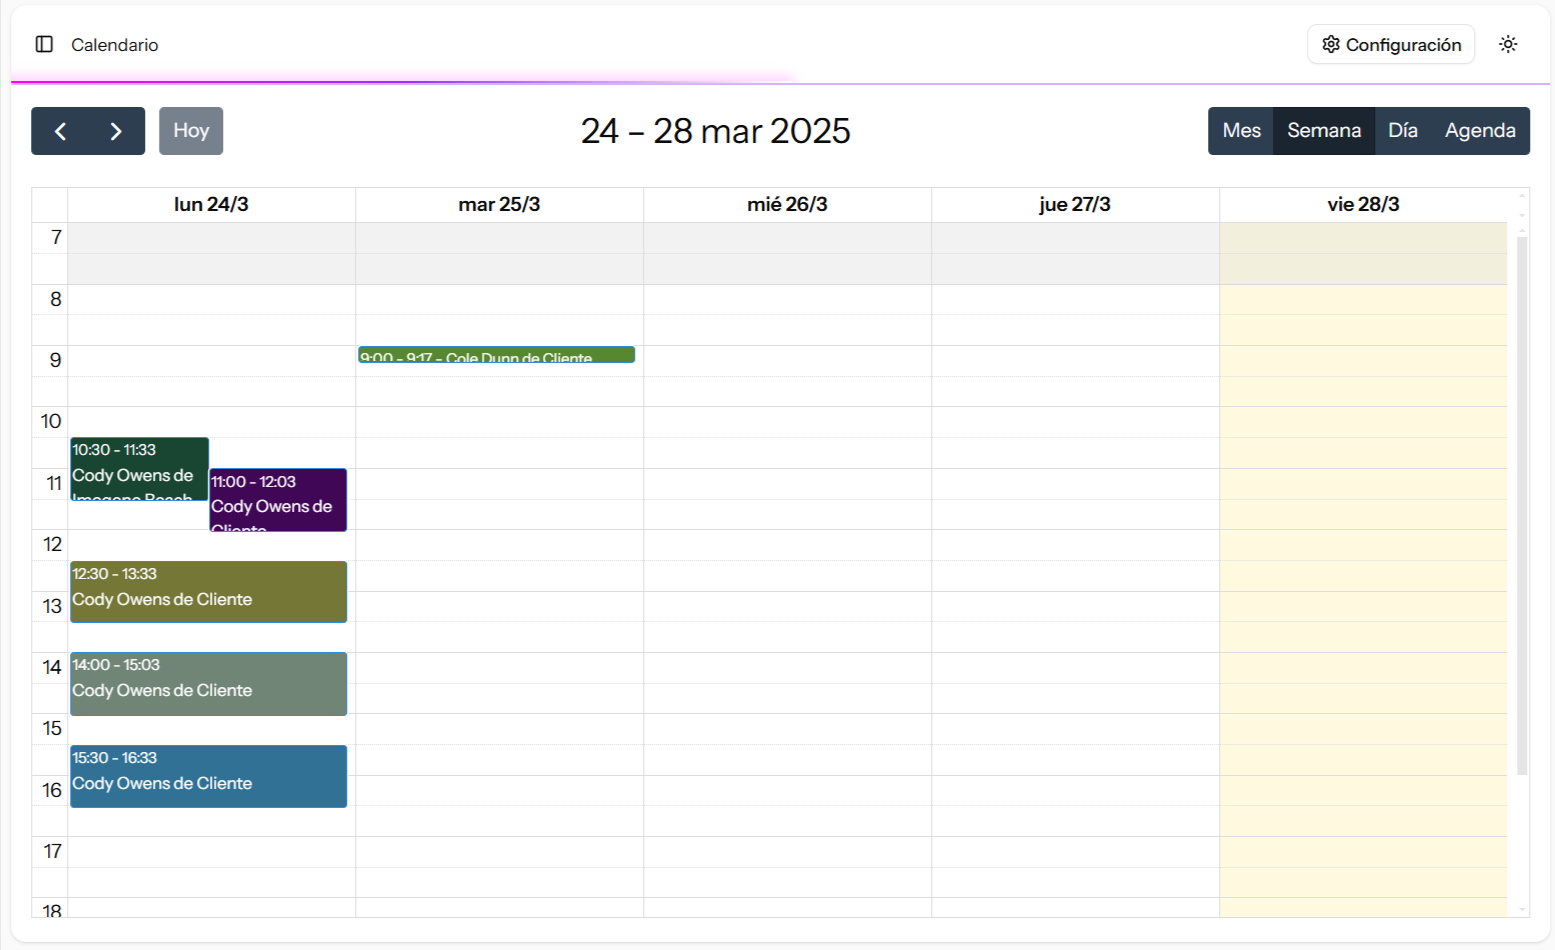 Calendario
Configuración
Hoy
24 – 28 mar 2025
Mes Semana Día Agenda
lun 24/3 mar 25/3 mié 26/3 jue 27/3 vie 28/3
7
8
9
9:00 - 9:17 - Cole Dunn de Cliente
10
10:30 - 11:33
Cody Owens de
Imogene Beach
11
11:00 - 12:03
Cody Owens de
Cliente
12
12:30 - 13:33
Cody Owens de Cliente
13
14
14:00 - 15:03
Cody Owens de Cliente
15
15:30 - 16:33
Cody Owens de Cliente
16
17
18